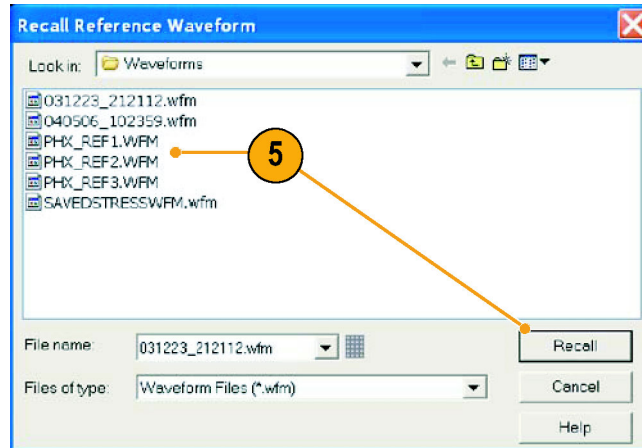 Recall Reference Waveform
Look in: Waveforms
031223_212112.wfm
040506_102359.wfm
PHX_REF1.WFM
PHX_REF2.WFM
PHX_REF3.WFM
SAVEDSTRESSWFM.wfm
5
File name: 031223_212112.wfm Recall
Files of type: Waveform Files (*.wfm) Cancel
Help